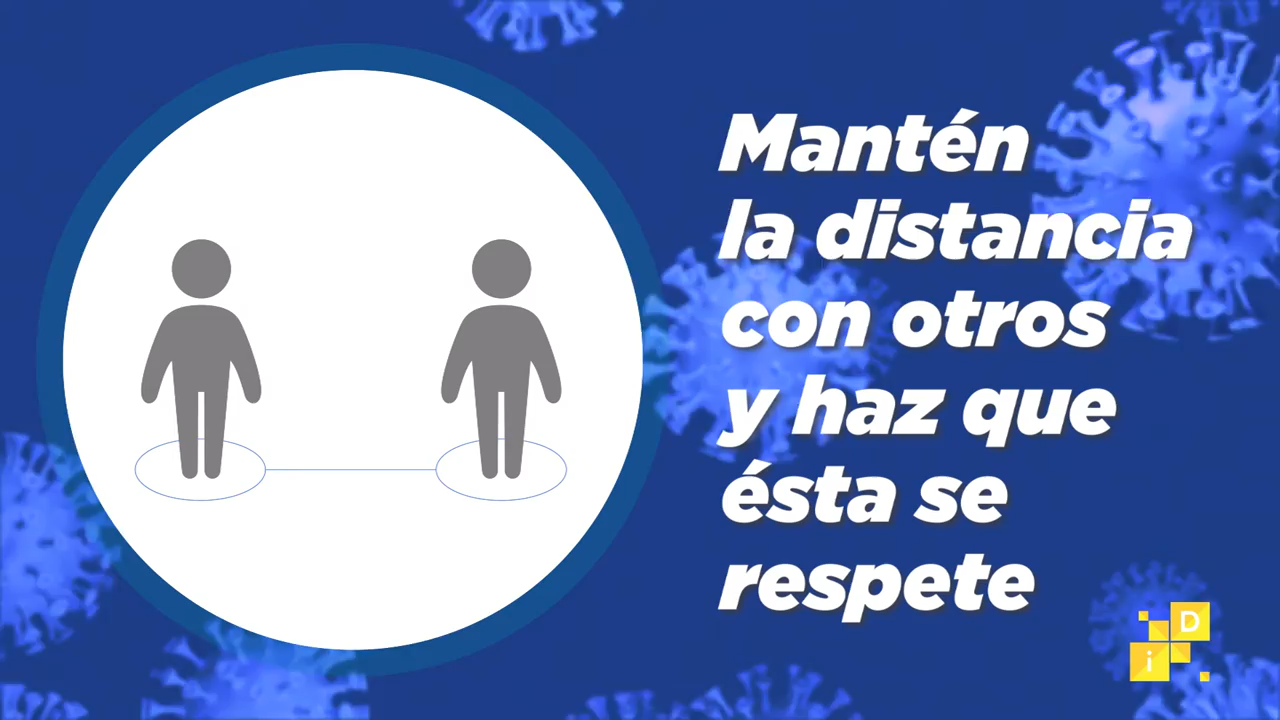 Mantén
la distancia
con otros
y haz que
ésta se
respete
D
i